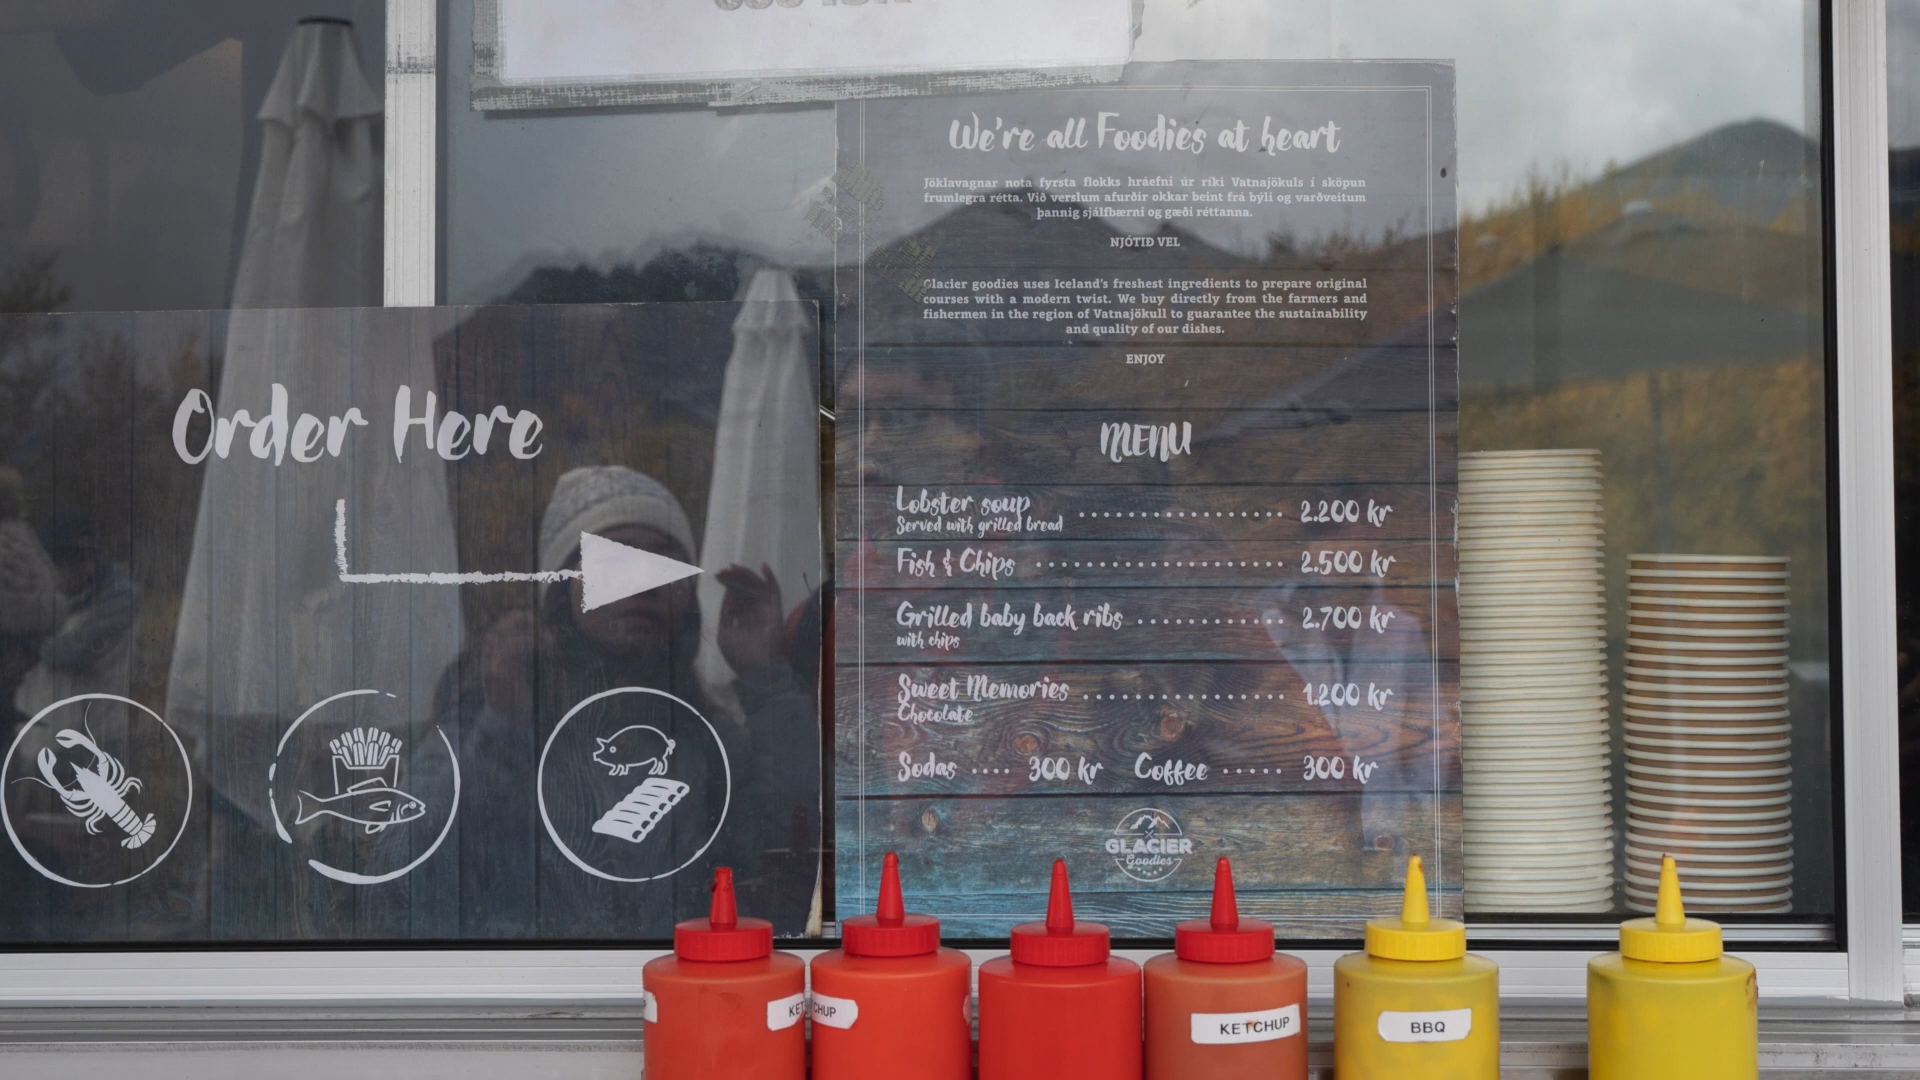 We're all Foodies at heart
Jöklavagnar nota fyrsta flokks hráefni úr ríki Vatnajökuls í sköpun
frumlegra rétta. Við verslum afurðir okkar beint frá býli og varðveitum
þannig sjálfbærni og gæði réttanna.
NJÓTIÐ VEL
Glacier goodies uses Iceland's freshest ingredients to prepare original
courses with a modern twist. We buy directly from the farmers and
fishermen in the region of Vatnajökull to guarantee the sustainability
and quality of our dishes.
ENJOY
Order Here
MENU
Lobster soup ........................ 2.200 kr
Served with grilled bread
Fish & Chips ........................ 2.500 kr
Grilled baby back ribs ............. 2.700 kr
with chips
Sweet Memories .................. 1.200 kr
Chocolate
Sodas .... 300 kr Coffee ..... 300 kr
GLACIER
Goodies
KETCHUP
KETCHUP
BBQ